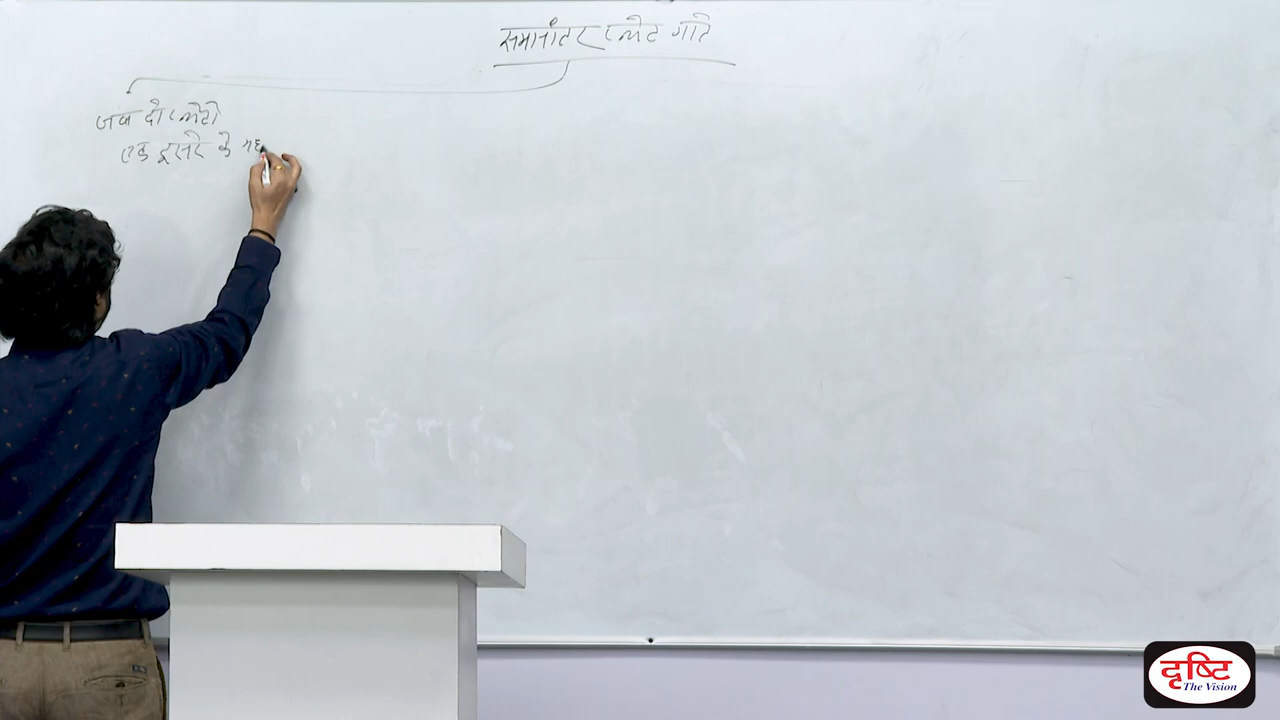 समानांतर प्लेट गति
जब दो प्लेटो
एक दूसरे के
दृष्टि
The Vision